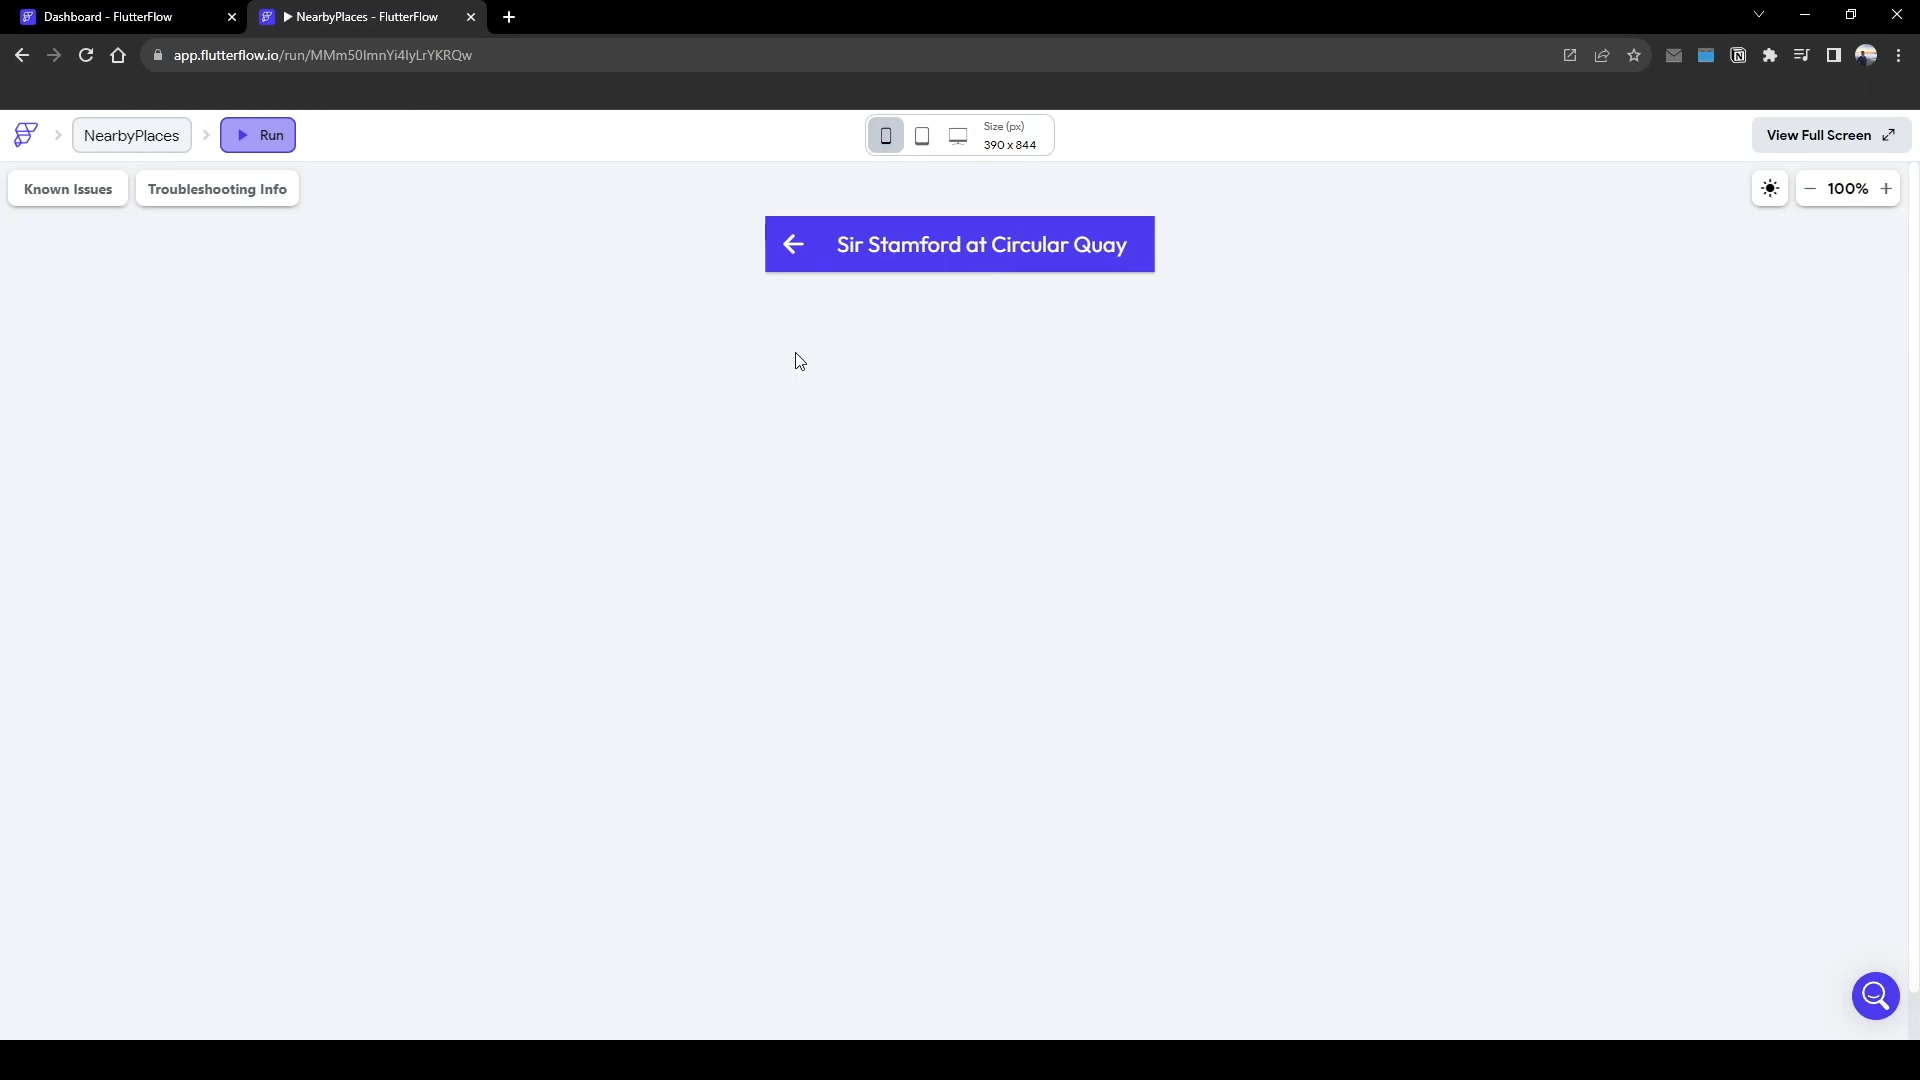 Dashboard - FlutterFlow
NearbyPlaces - FlutterFlow
app.flutterflow.io/run/MMm50ImnYi4IyLrYKRQw
NearbyPlaces
Run
Size (px)
390 x 844
View Full Screen
Known Issues
Troubleshooting Info
100%
Sir Stamford at Circular Quay